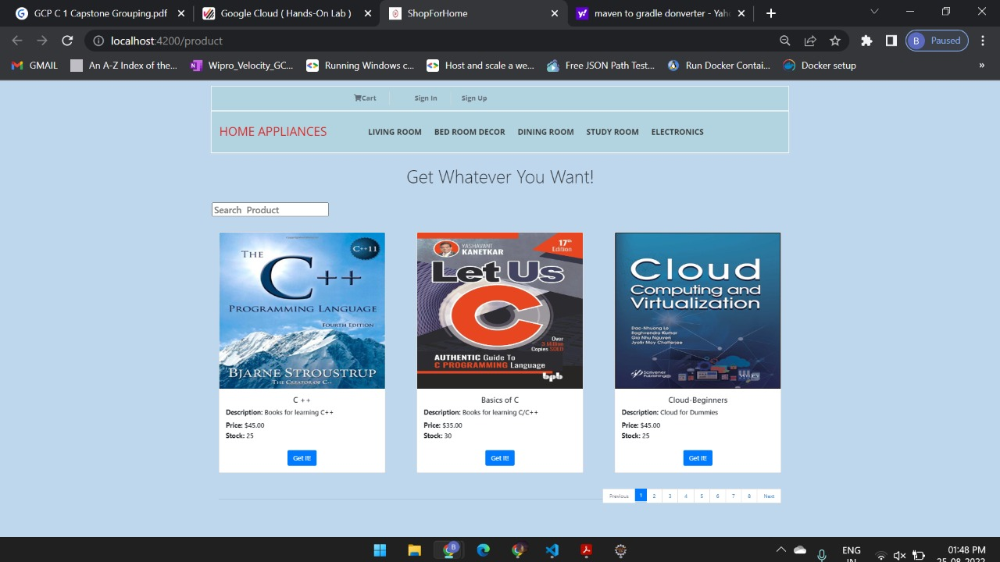 GCP C 1 Capstone Grouping.pdf
Google Cloud ( Hands-On Lab )
ShopForHome
maven to gradle donverter - Yah
localhost:4200/product
B Paused
GMAIL
An A-Z Index of the...
Wipro_Velocity_GC...
Running Windows c...
Host and scale a we...
Free JSON Path Test...
Run Docker Contai...
Docker setup
»
Cart
Sign In
Sign Up
HOME APPLIANCES
LIVING ROOM
BED ROOM DECOR
DINING ROOM
STUDY ROOM
ELECTRONICS
Get Whatever You Want!
Search Product
C++11
THE
C++
PROGRAMMING LANGUAGE
FOURTH EDITION
BJARNE STROUSTRUP
THE CREATOR OF C++
C ++
Description: Books for learning C++
Price: $45.00
Stock: 25
Get It!
YASHAVANT
KANETKAR
17th
Edition
Let Us
C
Over
3 Million
Copies SOLD
AUTHENTIC Guide To
C PROGRAMMING Language
bpb
Basics of C
Description: Books for learning C/C++
Price: $35.00
Stock: 30
Get It!
Cloud
Computing and
Virtualization
Dac-Nhuong Le
Raghvendra Kumar
Gia Nhu Nguyen
Jyotir Moy Chatterjee
Scrivener
Publishing
WILEY
Cloud-Beginners
Description: Cloud for Dummies
Price: $45.00
Stock: 25
Get It!
Previous 1 2 3 4 5 6 7 8 Next
B
ENG
IN
01:48 PM
25-08-2022